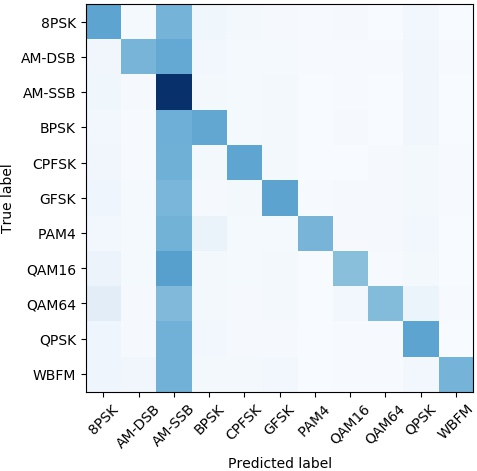 8PSK
AM-DSB
AM-SSB
BPSK
CPFSK
GFSK
PAM4
QAM16
QAM64
QPSK
WBFM
True label
8PSK
AM-DSB
AM-SSB
BPSK
CPFSK
GFSK
PAM4
QAM16
QAM64
QPSK
WBFM
Predicted label